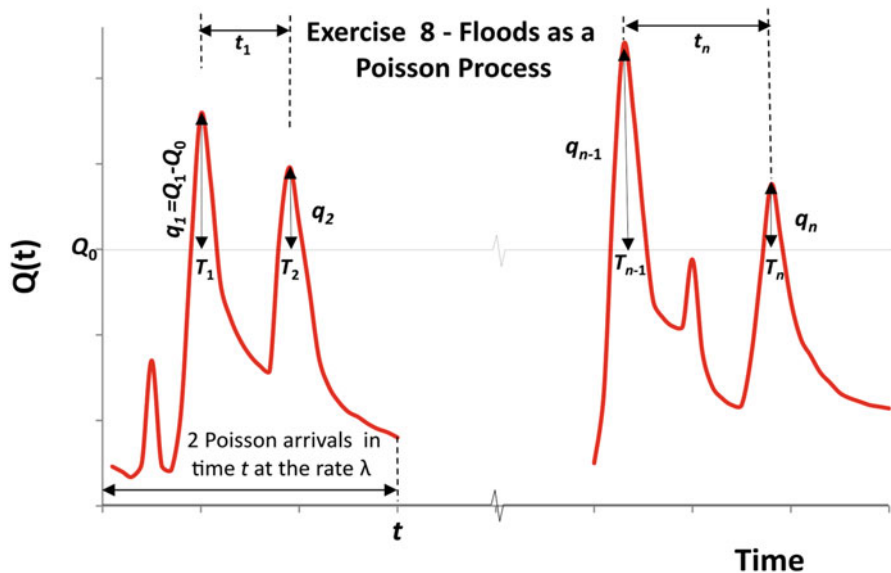 Exercise 8 - Floods as a
Poisson Process
t₁
tₙ
q₁ =Q₁-Q₀
q₂
qₙ₋₁
qₙ
Q(t)
Q₀
T₁
T₂
Tₙ₋₁
Tₙ
2 Poisson arrivals in
time t at the rate λ
t
Time